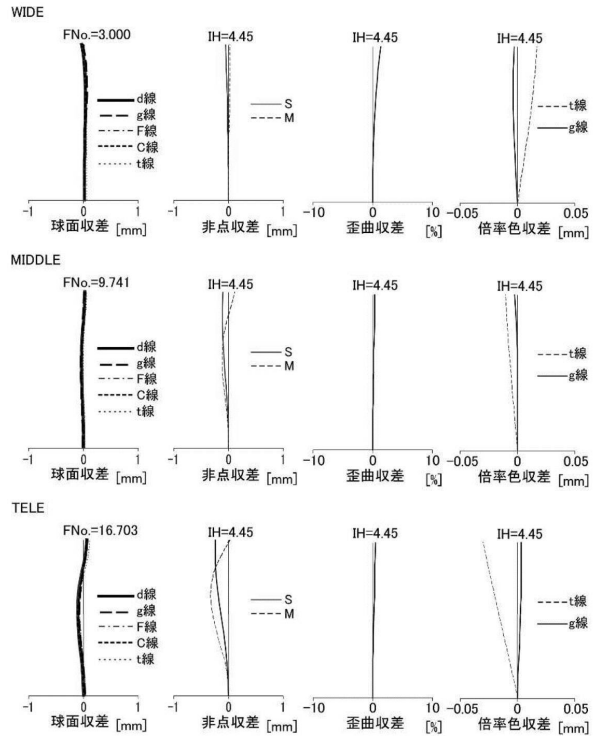 WIDE
FNo.=3.000 IH=4.45 IH=4.45 IH=4.45
d線
g線
F線
C線
t線
S
M
t線
g線
-1 0 1 -1 0 1 -10 0 10 -0.05 0 0.05
球面収差 [mm] 非点収差 [mm] 歪曲収差 [%] 倍率色収差 [mm]
MIDDLE
FNo.=9.741 IH=4.45 IH=4.45 IH=4.45
d線
g線
F線
C線
t線
S
M
t線
g線
-1 0 1 -1 0 1 -10 0 10 -0.05 0 0.05
球面収差 [mm] 非点収差 [mm] 歪曲収差 [%] 倍率色収差 [mm]
TELE
FNo.=16.703 IH=4.45 IH=4.45 IH=4.45
d線
g線
F線
C線
t線
S
M
t線
g線
-1 0 1 -1 0 1 -10 0 10 -0.05 0 0.05
球面収差 [mm] 非点収差 [mm] 歪曲収差 [%] 倍率色収差 [mm]